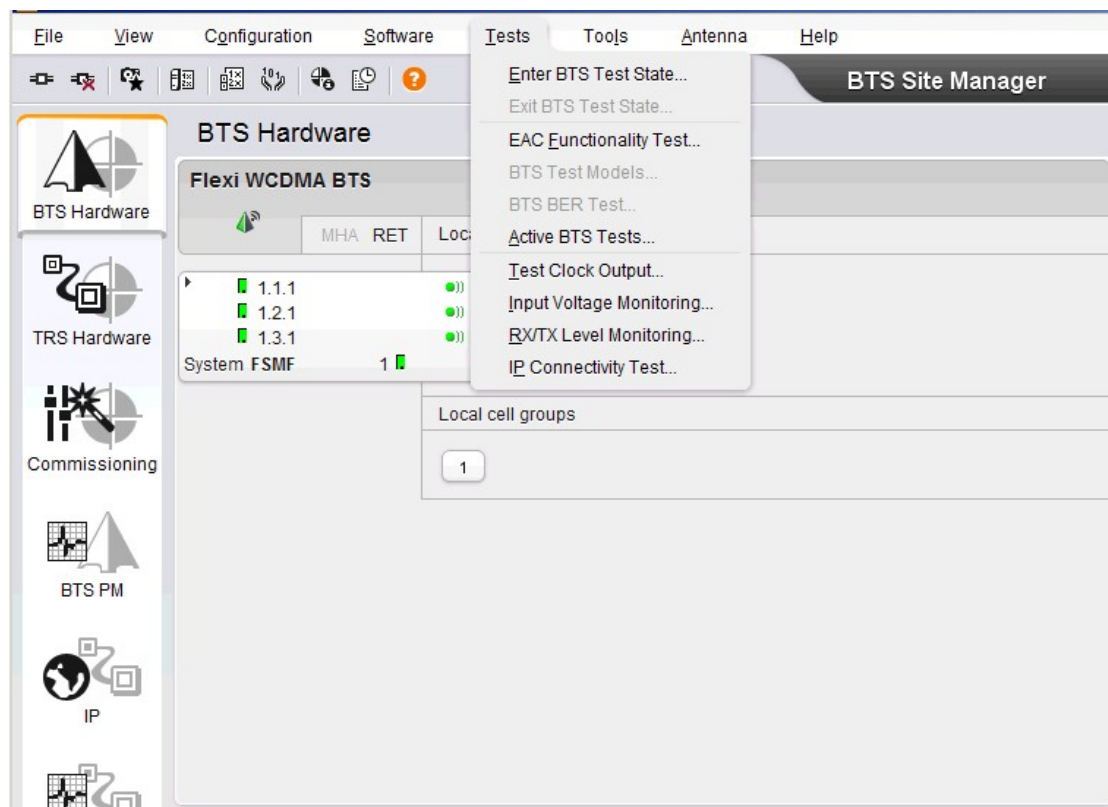 File View Configuration Software Tests Tools Antenna Help
BTS Site Manager
Enter BTS Test State...
Exit BTS Test State...
EAC Functionality Test...
BTS Test Models...
BTS BER Test...
Active BTS Tests...
Test Clock Output...
Input Voltage Monitoring...
RX/TX Level Monitoring...
IP Connectivity Test...
BTS Hardware
TRS Hardware
Commissioning
BTS PM
IP
BTS Hardware
Flexi WCDMA BTS
MHA RET
1.1.1
1.2.1
1.3.1
System FSMF 1
Local cell groups
1